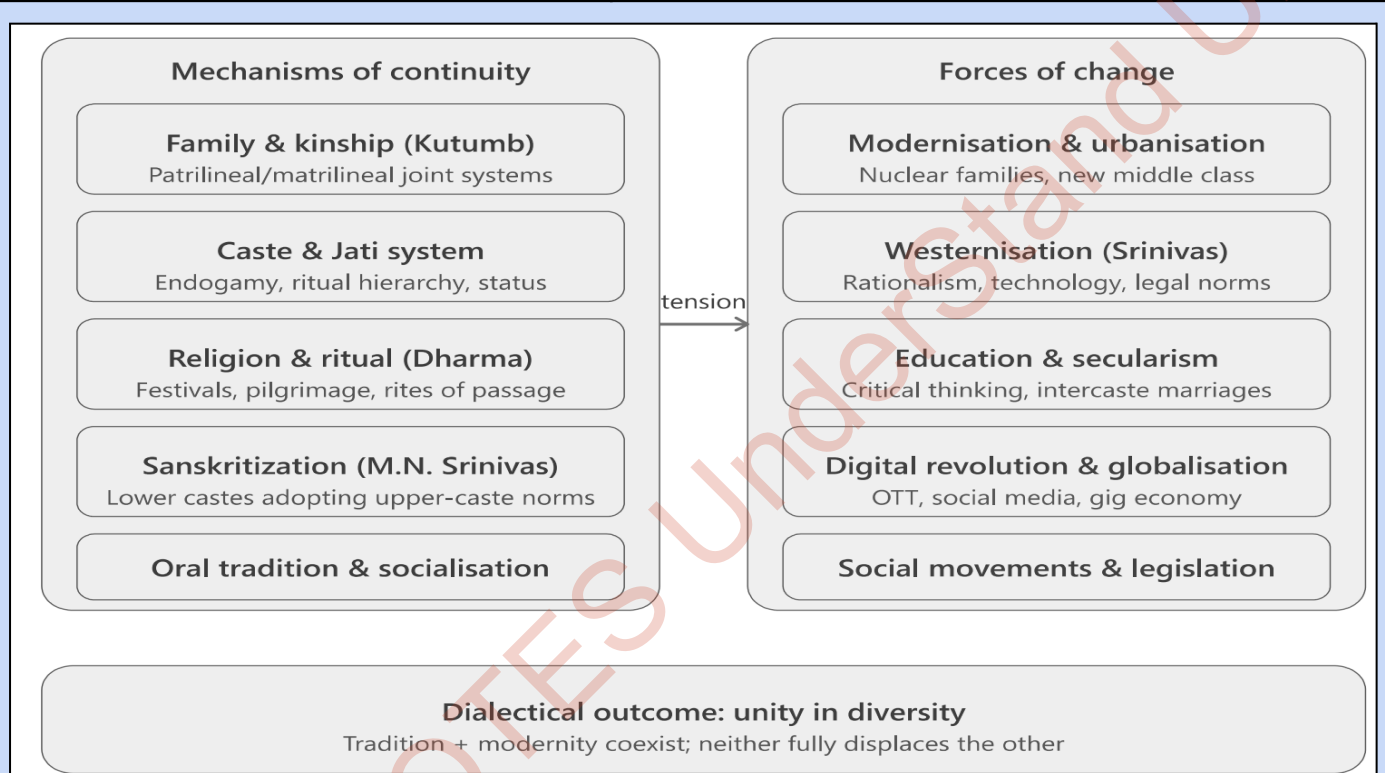 Mechanisms of continuity
Family & kinship (Kutumb)
Patrilineal/matrilineal joint systems
Caste & Jati system
Endogamy, ritual hierarchy, status
Religion & ritual (Dharma)
Festivals, pilgrimage, rites of passage
Sanskritization (M.N. Srinivas)
Lower castes adopting upper-caste norms
Oral tradition & socialisation
tension
Forces of change
Modernisation & urbanisation
Nuclear families, new middle class
Westernisation (Srinivas)
Rationalism, technology, legal norms
Education & secularism
Critical thinking, intercaste marriages
Digital revolution & globalisation
OTT, social media, gig economy
Social movements & legislation
Dialectical outcome: unity in diversity
Tradition + modernity coexist; neither fully displaces the other
UnderStand